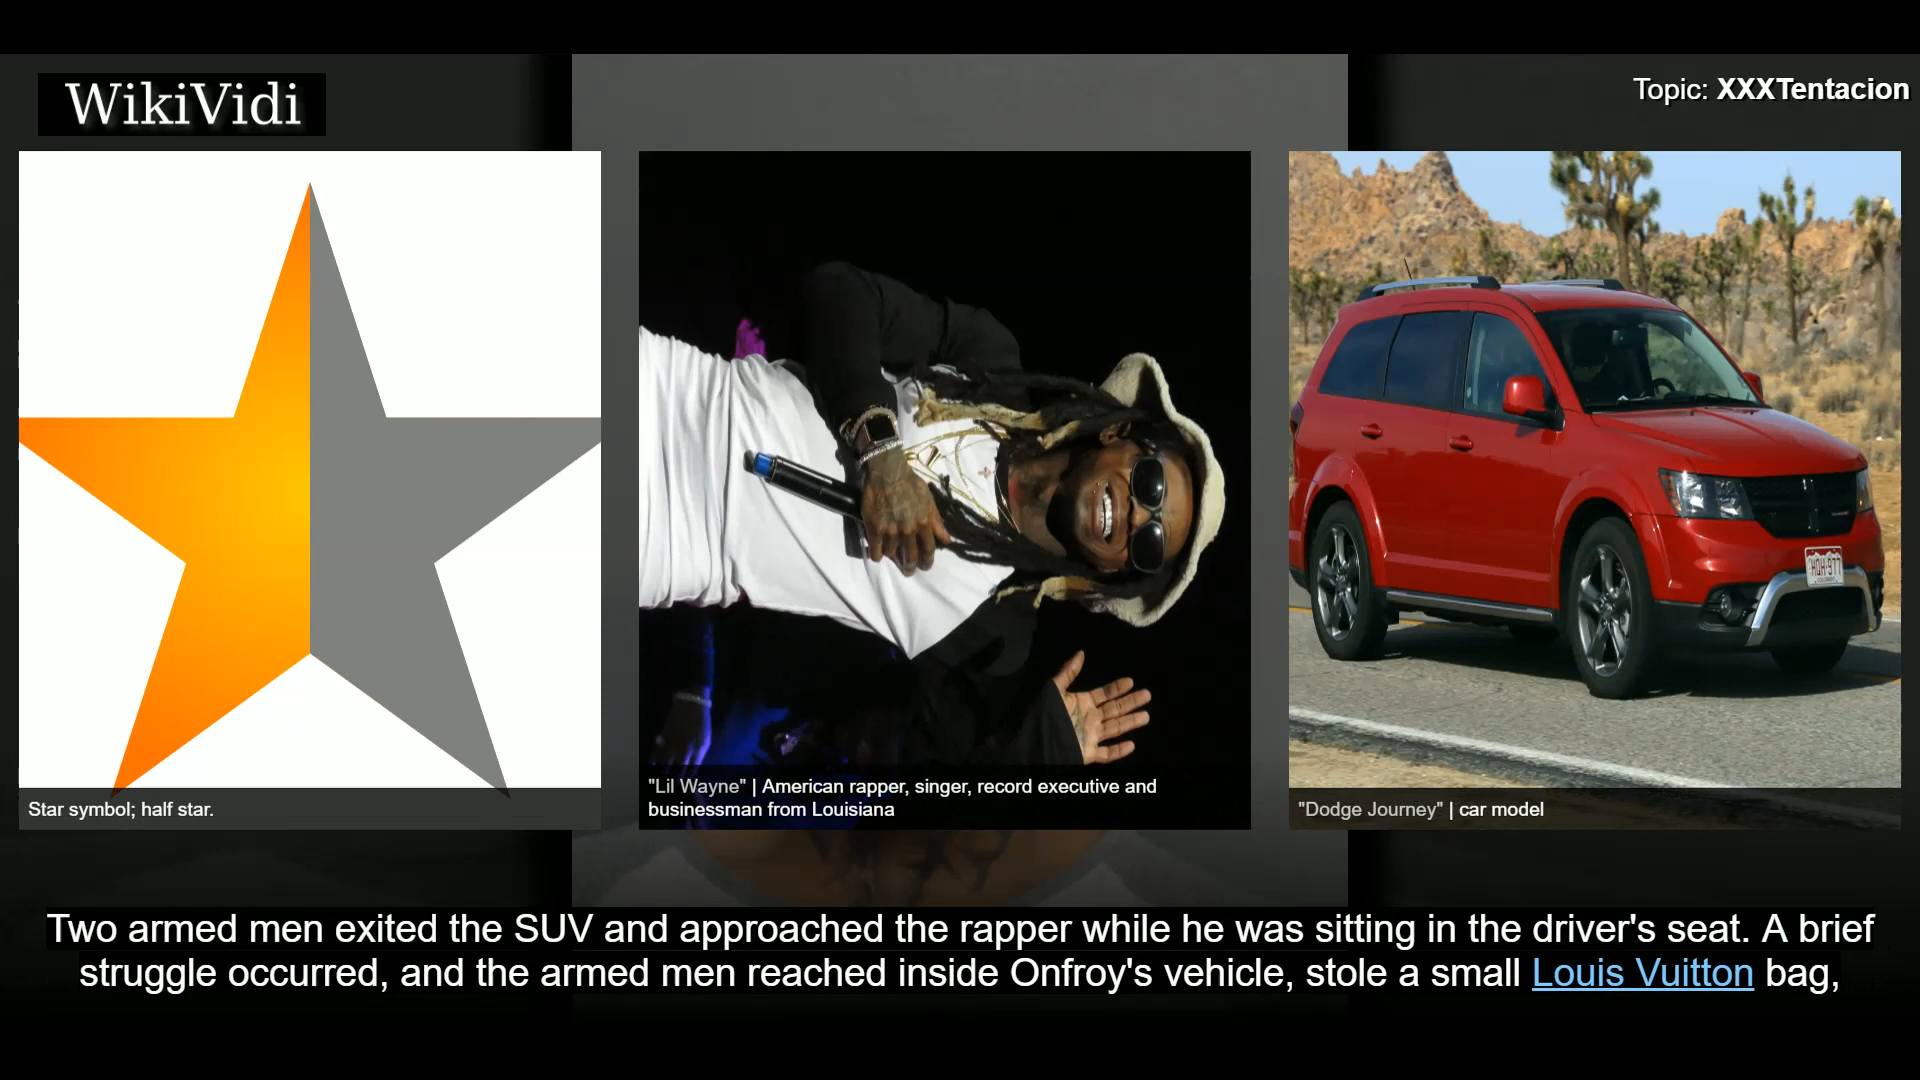 WikiVidi
Topic: XXXTentacion
Star symbol; half star.
"Lil Wayne" | American rapper, singer, record executive and
businessman from Louisiana
"Dodge Journey" | car model
Two armed men exited the SUV and approached the rapper while he was sitting in the driver's seat. A brief
struggle occurred, and the armed men reached inside Onfroy's vehicle, stole a small Louis Vuitton bag,